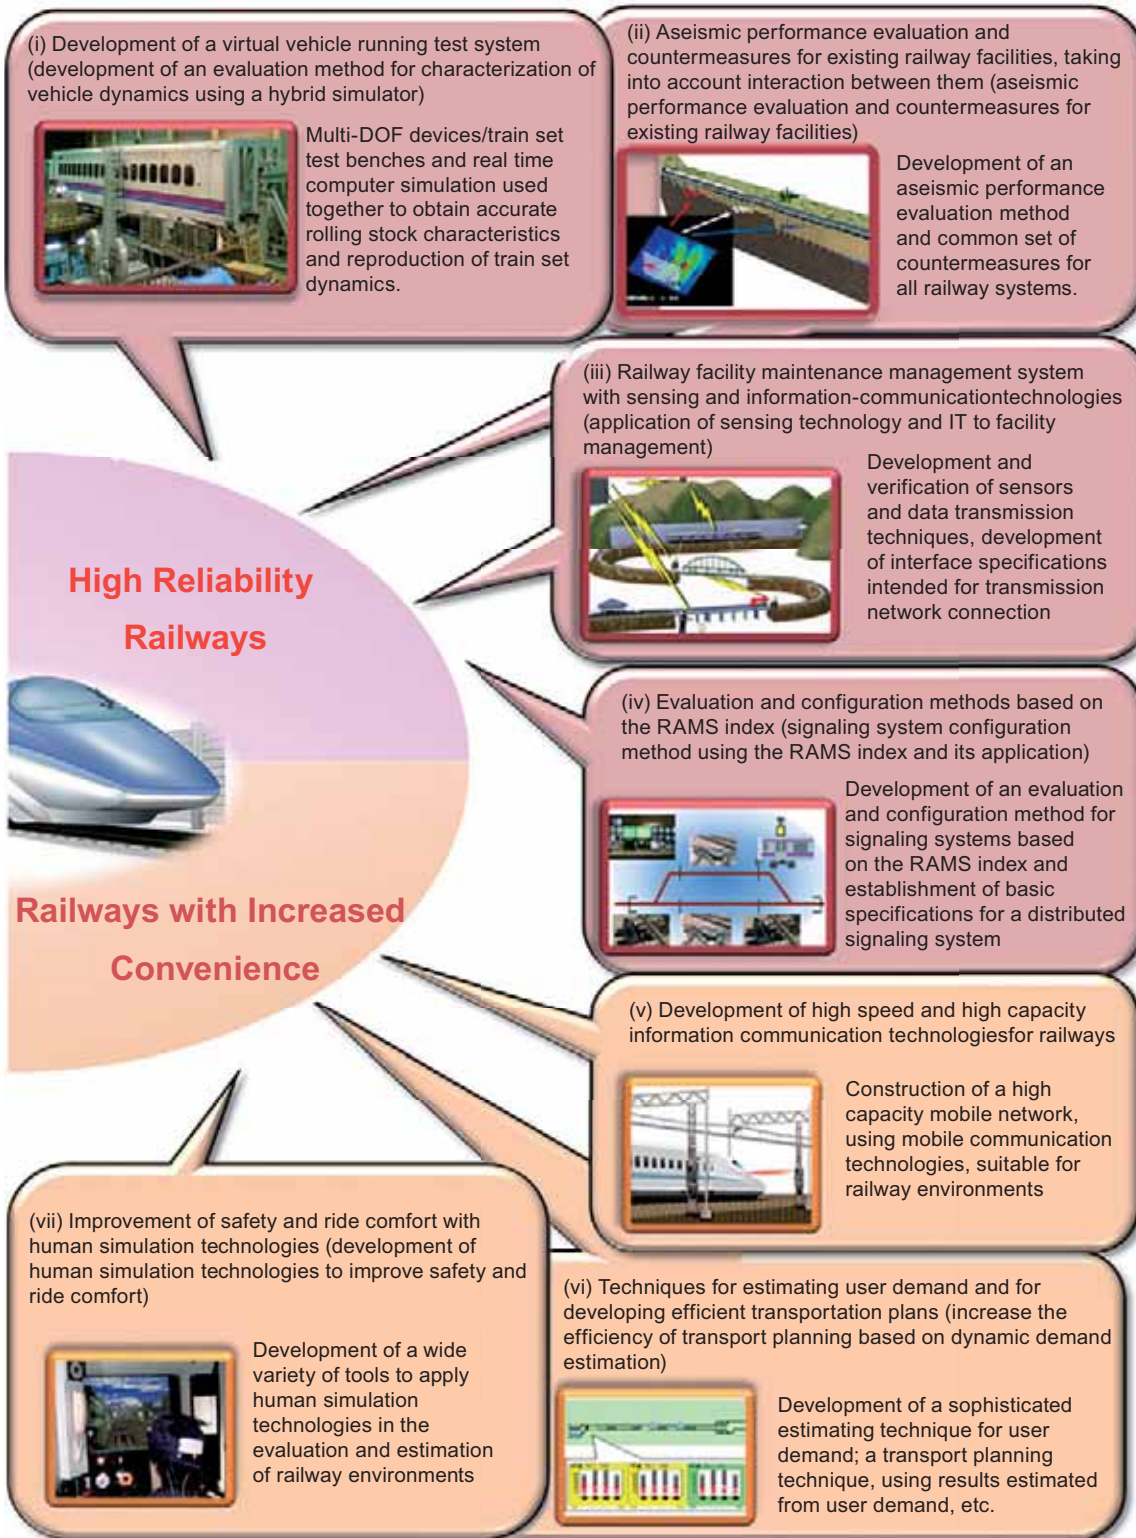 (i) Development of a virtual vehicle running test system
(development of an evaluation method for characterization of
vehicle dynamics using a hybrid simulator)
Multi-DOF devices/train set
test benches and real time
computer simulation used
together to obtain accurate
rolling stock characteristics
and reproduction of train set
dynamics.
(ii) Aseismic performance evaluation and
countermeasures for existing railway facilities, taking
into account interaction between them (aseismic
performance evaluation and countermeasures for
existing railway facilities)
Development of an
aseismic performance
evaluation method
and common set of
countermeasures for
all railway systems.
(iii) Railway facility maintenance management system
with sensing and information-communicationtechnologies
(application of sensing technology and IT to facility
management)
Development and
verification of sensors
and data transmission
techniques, development
of interface specifications
intended for transmission
network connection
High Reliability
Railways
(iv) Evaluation and configuration methods based on
the RAMS index (signaling system configuration
method using the RAMS index and its application)
Development of an evaluation
and configuration method for
signaling systems based
on the RAMS index and
establishment of basic
specifications for a distributed
signaling system
Railways with Increased
Convenience
(v) Development of high speed and high capacity
information communication technologiesfor railways
Construction of a high
capacity mobile network,
using mobile communication
technologies, suitable for
railway environments
(vii) Improvement of safety and ride comfort with
human simulation technologies (development of
human simulation technologies to improve safety and
ride comfort)
Development of a wide
variety of tools to apply
human simulation
technologies in the
evaluation and estimation
of railway environments
(vi) Techniques for estimating user demand and for
developing efficient transportation plans (increase the
efficiency of transport planning based on dynamic demand
estimation)
Development of a sophisticated
estimating technique for user
demand; a transport planning
technique, using results estimated
from user demand, etc.